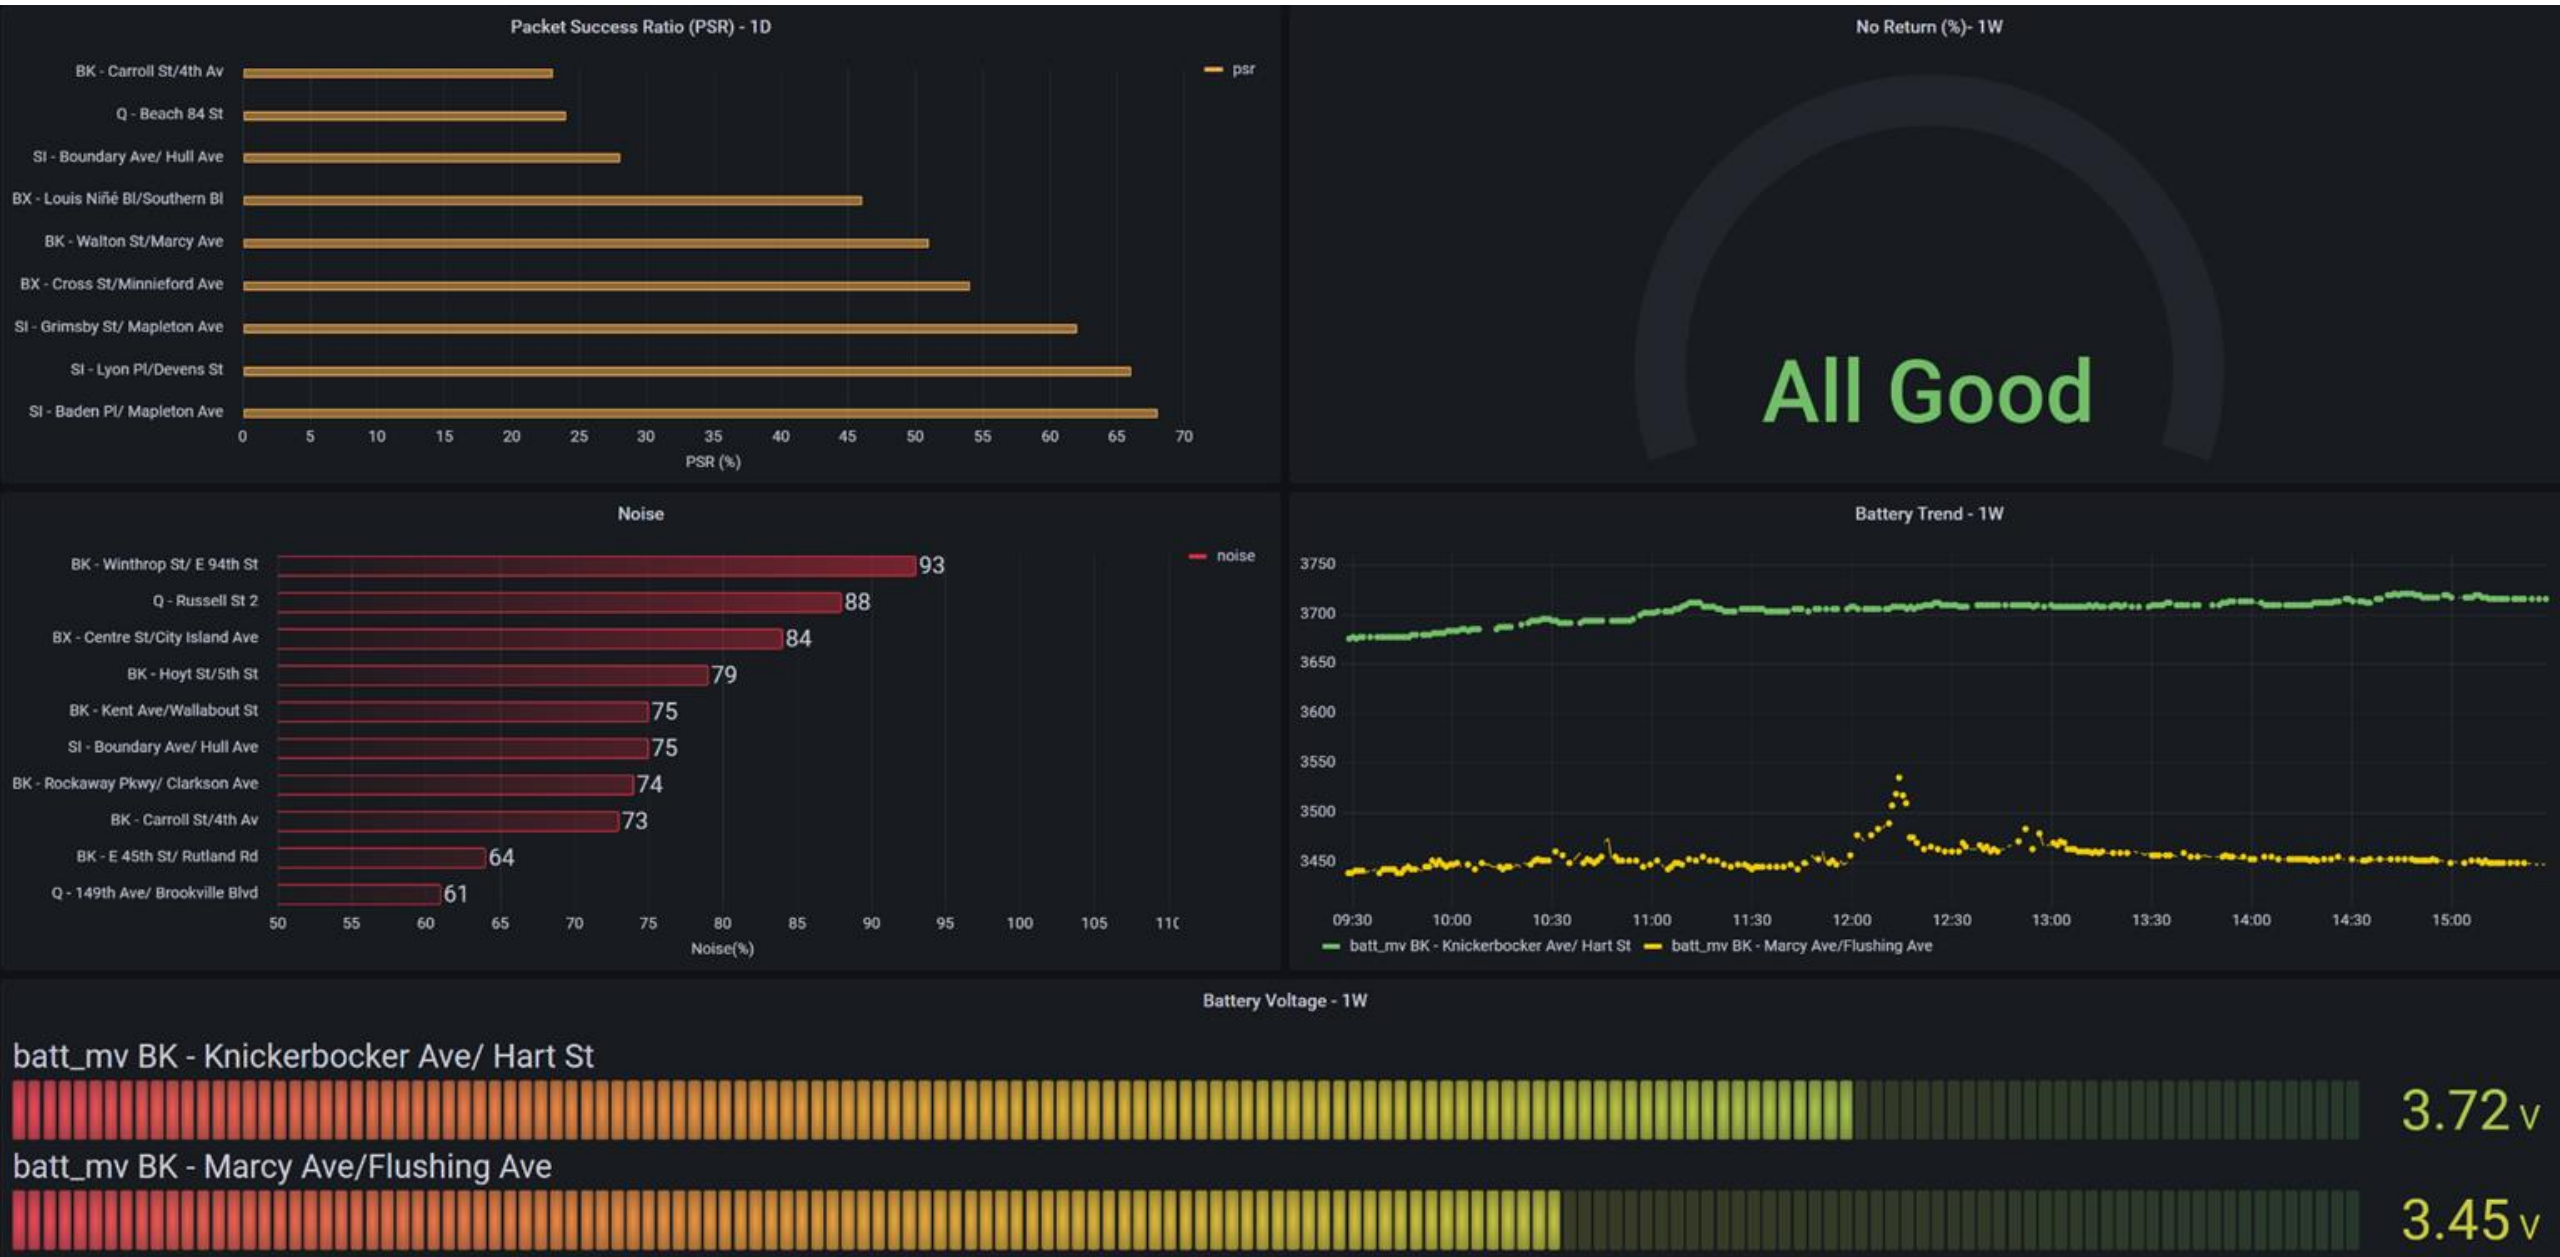 Packet Success Ratio (PSR) - 1D
psr
BK - Carroll St/4th Av
Q - Beach 84 St
SI - Boundary Ave/ Hull Ave
BX - Louis Niñé Bl/Southern Bl
BK - Walton St/Marcy Ave
BX - Cross St/Minnieford Ave
SI - Grimsby St/ Mapleton Ave
SI - Lyon Pl/Devens St
SI - Baden Pl/ Mapleton Ave
0 5 10 15 20 25 30 35 40 45 50 55 60 65 70
PSR (%)
No Return (%)- 1W
All Good
Noise
noise
BK - Winthrop St/ E 94th St 93
Q - Russell St 2 88
BX - Centre St/City Island Ave 84
BK - Hoyt St/5th St 79
BK - Kent Ave/Wallabout St 75
SI - Boundary Ave/ Hull Ave 75
BK - Rockaway Pkwy/ Clarkson Ave 74
BK - Carroll St/4th Av 73
BK - E 45th St/ Rutland Rd 64
Q - 149th Ave/ Brookville Blvd 61
50 55 60 65 70 75 80 85 90 95 100 105 110
Noise(%)
Battery Trend - 1W
3750
3700
3650
3600
3550
3500
3450
09:30 10:00 10:30 11:00 11:30 12:00 12:30 13:00 13:30 14:00 14:30 15:00
batt_mv BK - Knickerbocker Ave/ Hart St batt_mv BK - Marcy Ave/Flushing Ave
Battery Voltage - 1W
batt_mv BK - Knickerbocker Ave/ Hart St
3.72 V
batt_mv BK - Marcy Ave/Flushing Ave
3.45 V